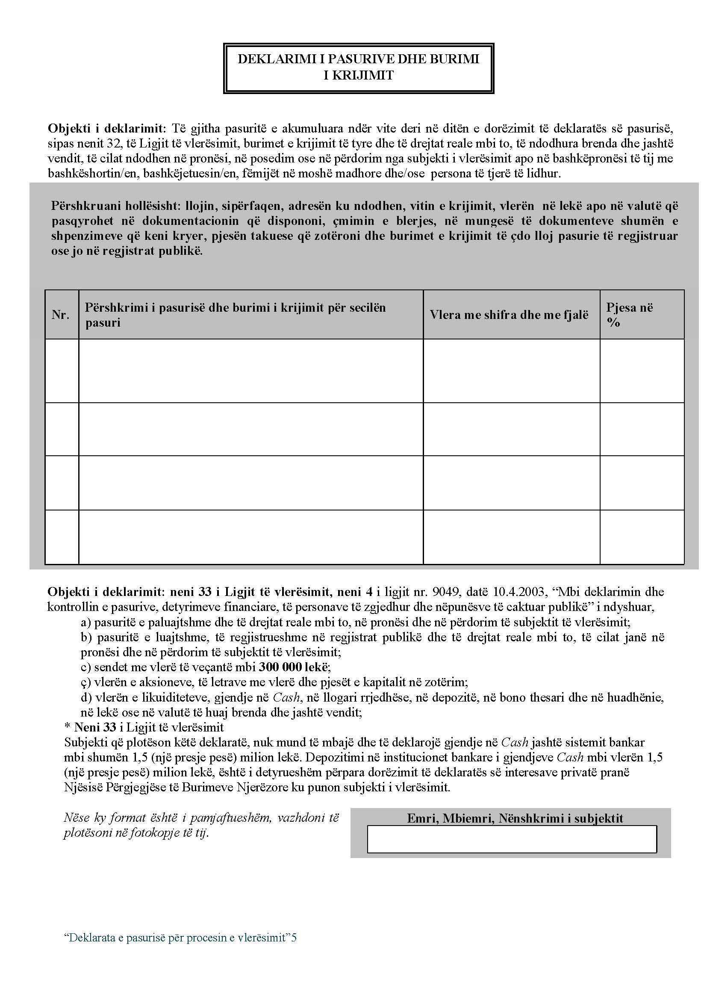 DEKLARIMI I PASURIVE DHE BURIMI
I KRIJIMIT
Objekti i deklarimit: Të gjitha pasuritë e akumuluara ndër vite deri në ditën e dorëzimit të deklaratës së pasurisë,
sipas nenit 32, të Ligjit të vlerësimit, burimet e krijimit të tyre dhe të drejtat reale mbi to, të ndodhura brenda dhe jashtë
vendit, të cilat ndodhen në pronësi, në posedim ose në përdorim nga subjekti i vlerësimit apo në bashkëpronësi të tij me
bashkëshortin/en, bashkëjetuesin/en, fëmijët në moshë madhore dhe/ose persona të tjerë të lidhur.
Përshkruani hollësisht: llojin, sipërfaqen, adresën ku ndodhen, vitin e krijimit, vlerën në lekë apo në valutë që
pasqyrohet në dokumentacionin që dispononi, çmimin e blerjes, në mungesë të dokumenteve shumën e
shpenzimeve që keni kryer, pjesën takuese që zotëroni dhe burimet e krijimit të çdo lloj pasurie të regjistruar
ose jo në regjistrat publikë.
Nr.
Përshkrimi i pasurisë dhe burimi i krijimit për secilën
pasuri
Vlera me shifra dhe me fjalë
Pjesa në
%
Objekti i deklarimit: neni 33 i Ligjit të vlerësimit, neni 4 i ligjit nr. 9049, datë 10.4.2003, “Mbi deklarimin dhe
kontrollin e pasurive, detyrimeve financiare, të personave të zgjedhur dhe nëpunësve të caktuar publikë” i ndyshuar,
a) pasuritë e paluajtshme dhe të drejtat reale mbi to, në pronësi dhe në përdorim të subjektit të vlerësimit;
b) pasuritë e luajtshme, të regjistrueshme në regjistrat publikë dhe të drejtat reale mbi to, të cilat janë në
pronësi dhe në përdorim të subjektit të vlerësimit;
c) sendet me vlerë të veçantë mbi 300 000 lekë;
ç) vlerën e aksioneve, të letrave me vlerë dhe pjesët e kapitalit në zotërim;
d) vlerën e likuiditeteve, gjendje në Cash, në llogari rrjedhëse, në depozitë, në bono thesari dhe në huadhënie,
në lekë ose në valutë të huaj brenda dhe jashtë vendit;
* Neni 33 i Ligjit të vlerësimit
Subjekti që plotëson këtë deklaratë, nuk mund të mbajë dhe të deklarojë gjendje në Cash jashtë sistemit bankar
mbi shumën 1,5 (një presje pesë) milion lekë. Depozitimi në institucionet bankare i gjendjeve Cash mbi vlerën 1,5
(një presje pesë) milion lekë, është i detyrueshëm përpara dorëzimit të deklaratës së interesave privatë pranë
Njësisë Përgjegjëse të Burimeve Njerëzore ku punon subjekti i vlerësimit.
Nëse ky format është i pamjaftueshëm, vazhdoni të
plotësoni në fotokopje të tij.
Emri, Mbiemri, Nënshkrimi i subjektit
“Deklarata e pasurisë për procesin e vlerësimit”5